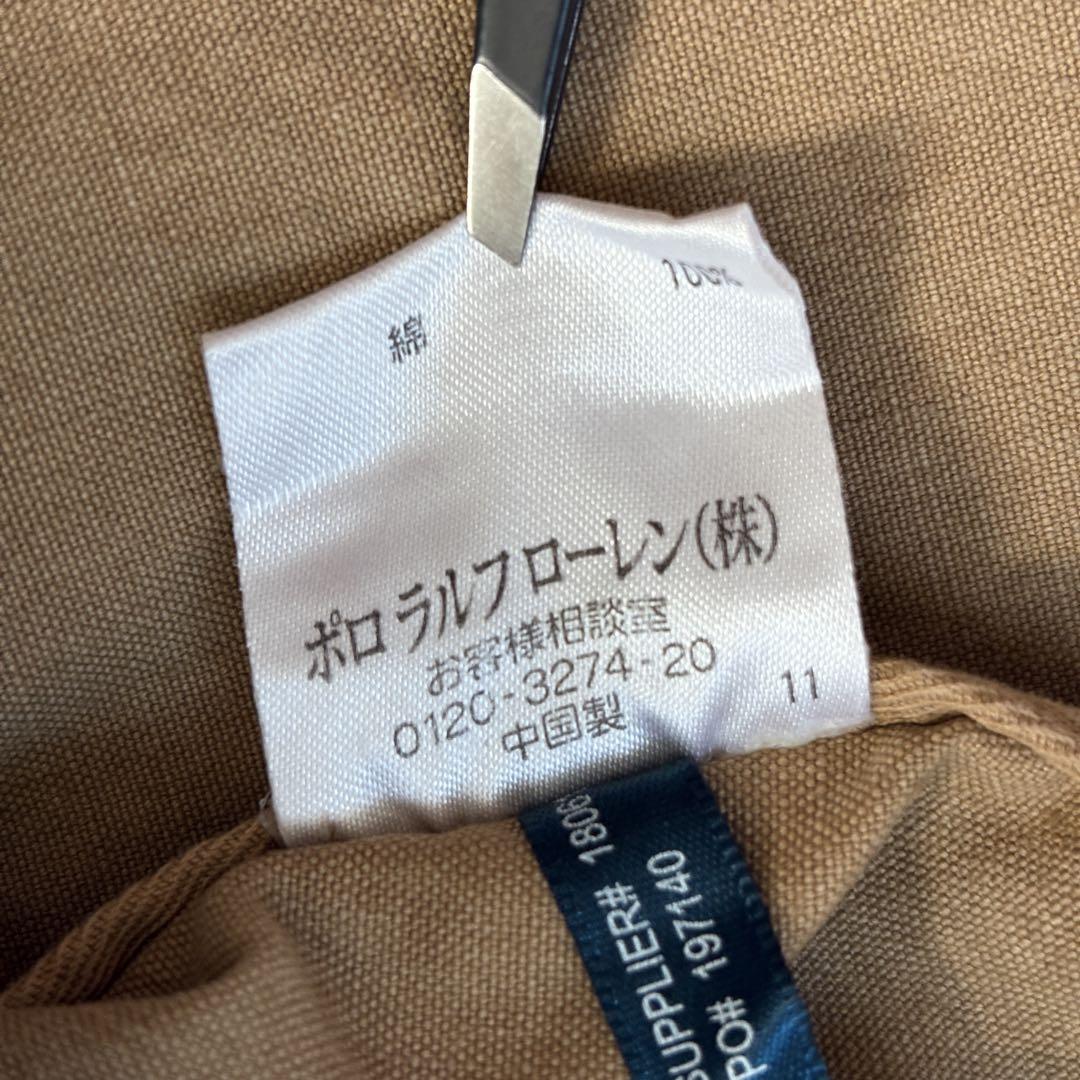 綿 100%
ポロ ラルフ ローレン(株)
お客様相談室
0120-3274-20
中国製 11
SUPPLIER# 1806
PO# 197140